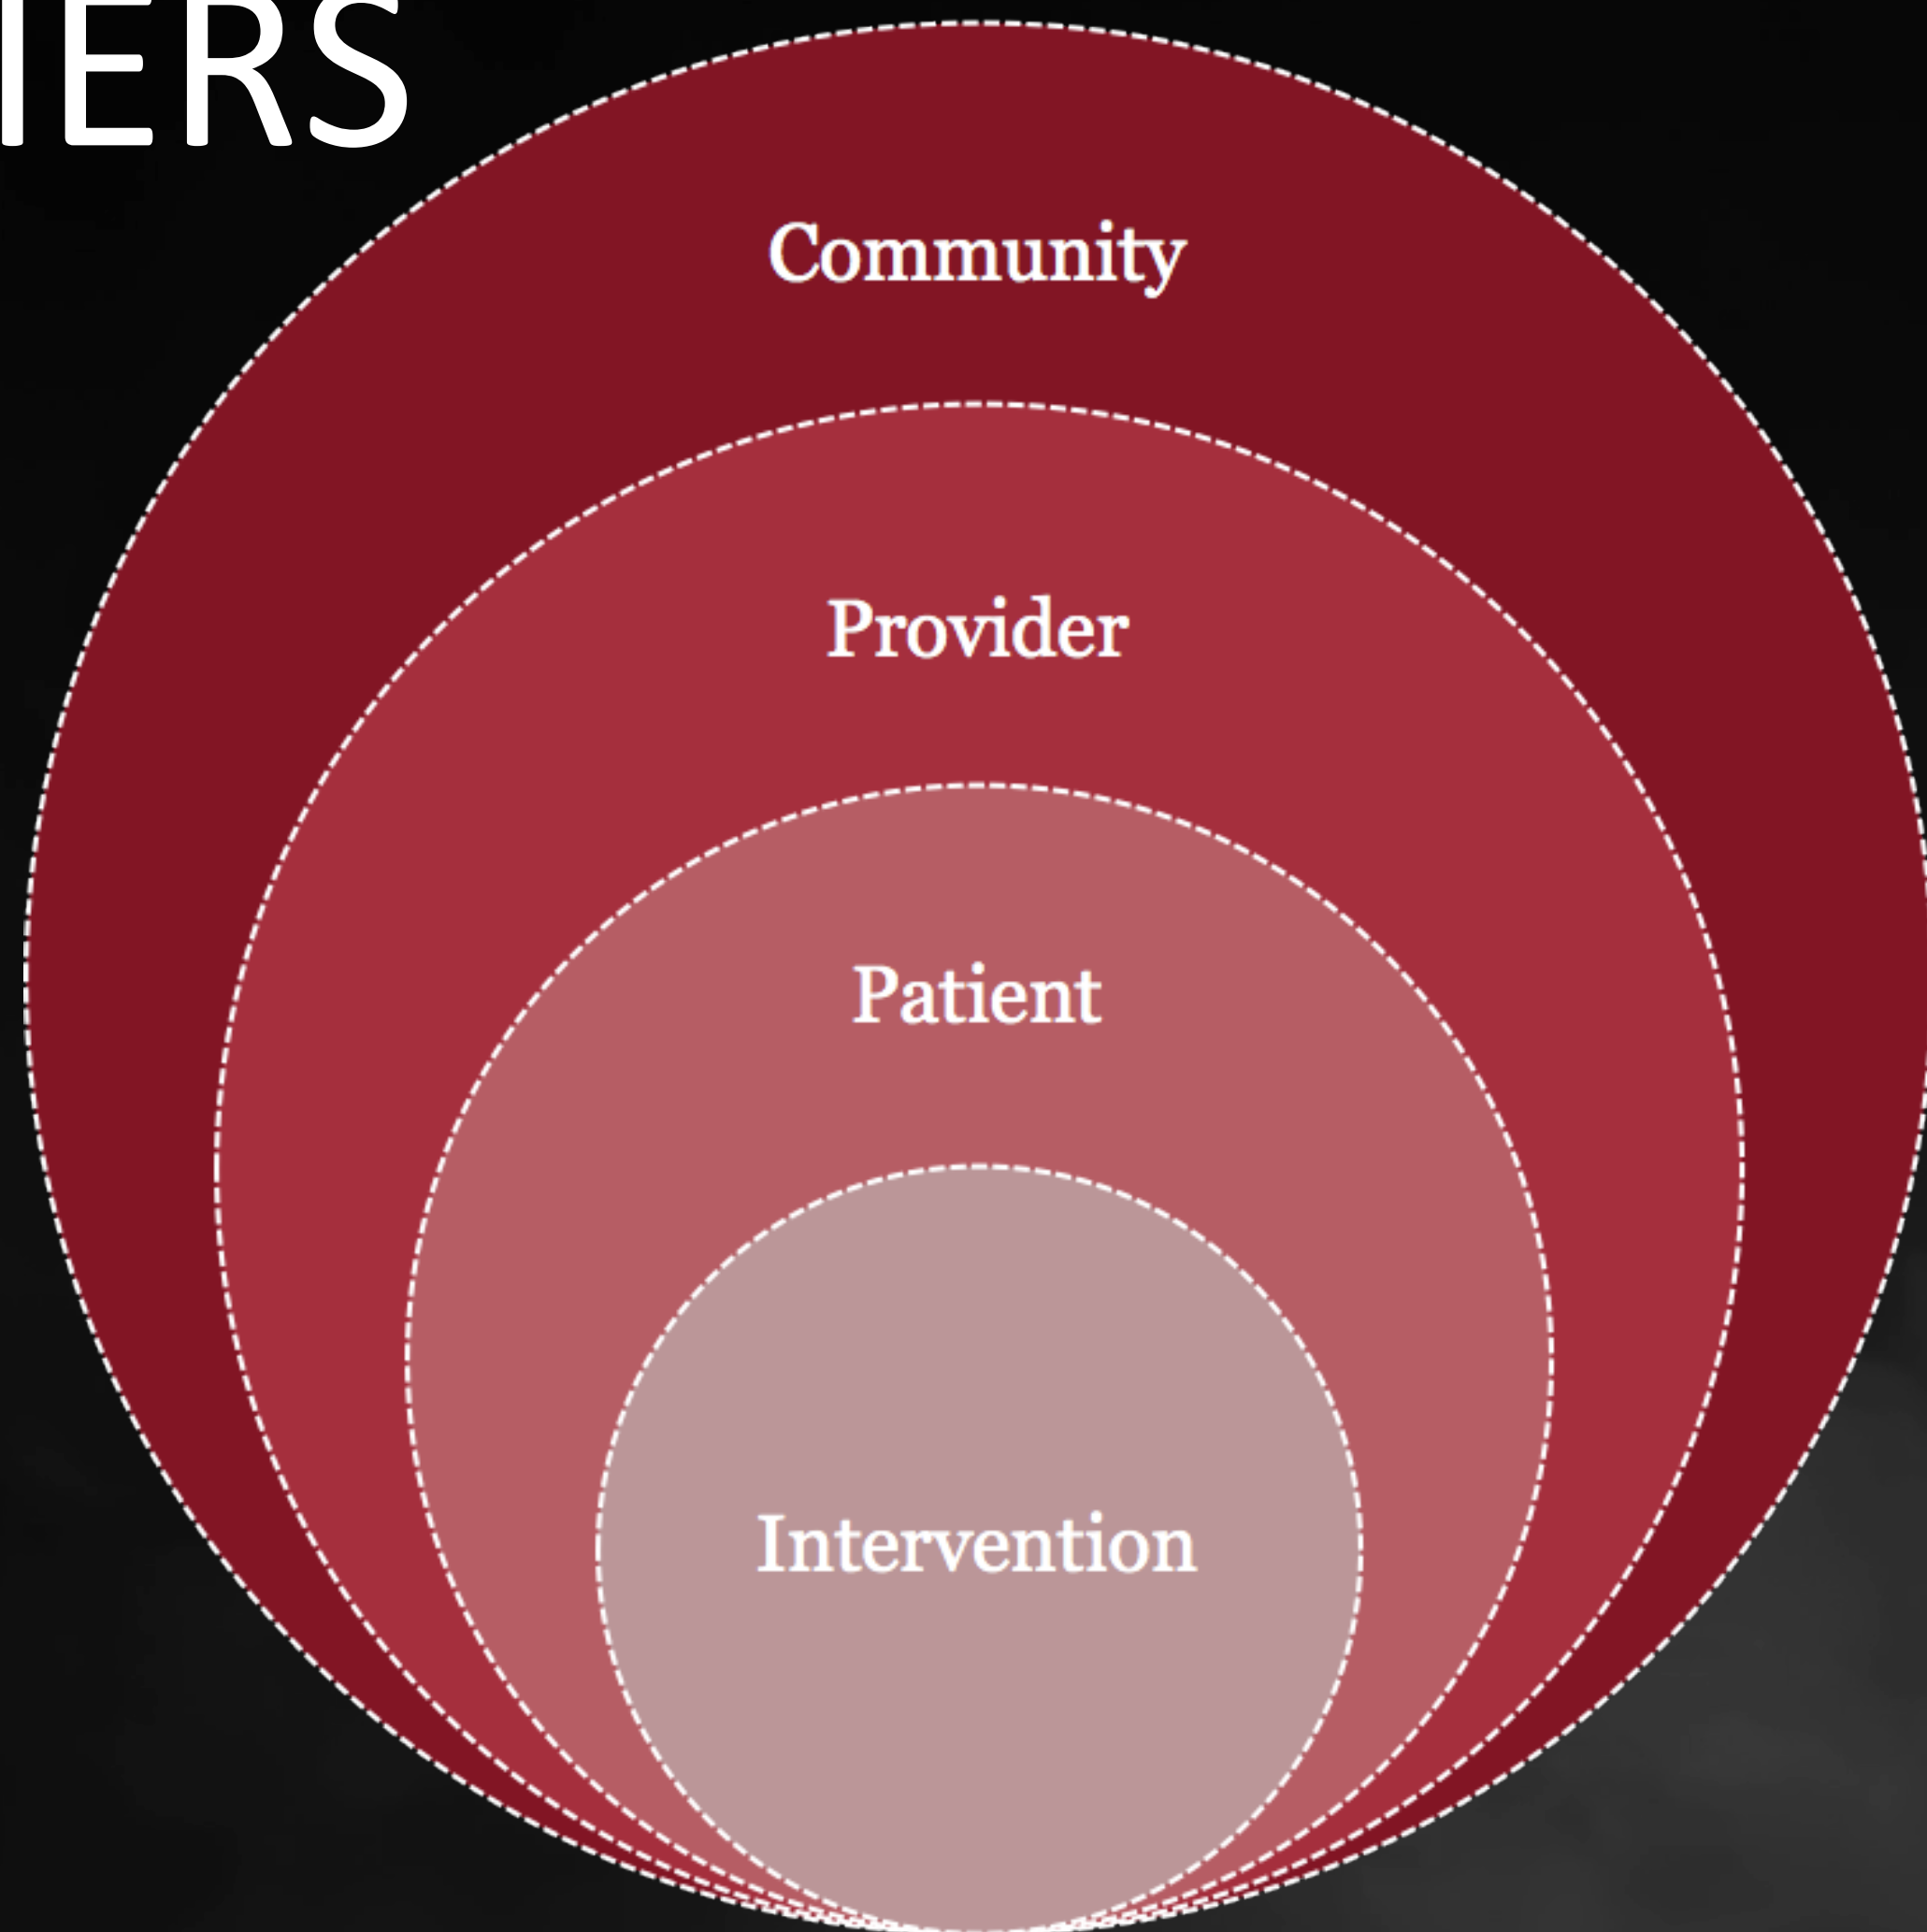 IERS
Community
Provider
Patient
Intervention